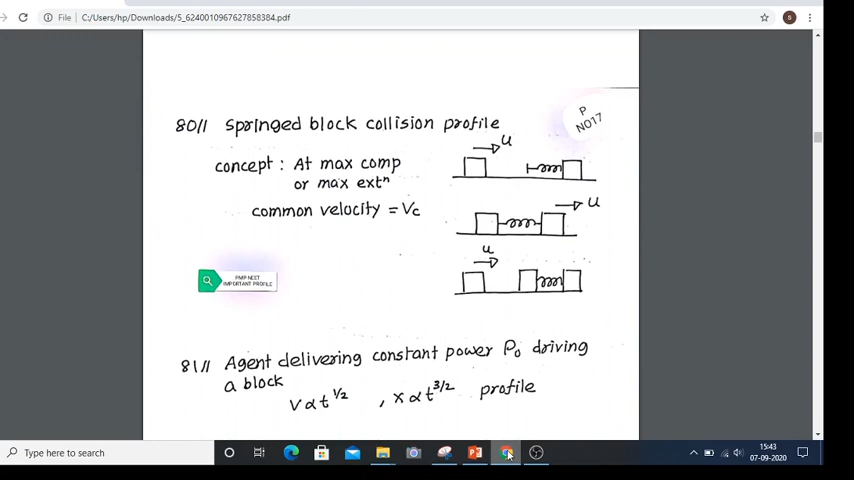 File C:/Users/hp/Downloads/5_6240010967627858384.pdf
S
P
NO17
80// springed block collision profile
u
concept : At max comp
or max extⁿ
common velocity = Vc
u
u
PMP NEET
IMPORTANT PROFILE
81// Agent delivering constant power P₀ driving
a block
V ∝ t^1/2 , x ∝ t^3/2 profile
Type here to search
15:43
07-09-2020